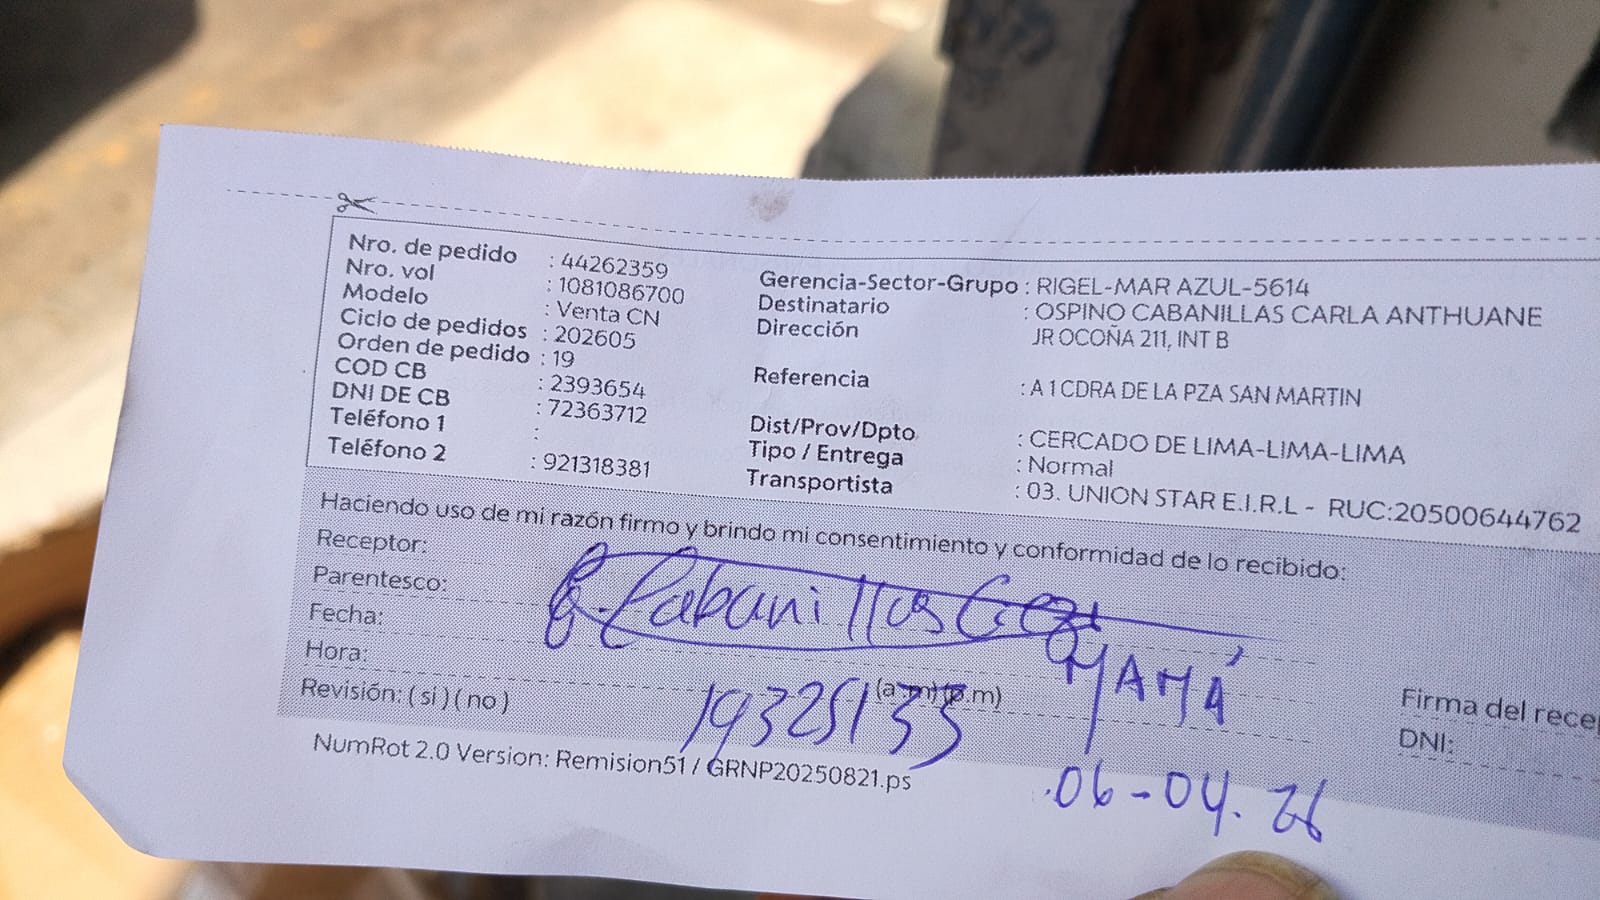 Nro. de pedido : 44262359
Nro. vol : 1081086700
Modelo : Venta CN
Ciclo de pedidos : 202605
Orden de pedido : 19
COD CB : 2393654
DNI DE CB : 72363712
Teléfono 1 :
Teléfono 2 : 921318381
Gerencia-Sector-Grupo : RIGEL-MAR AZUL-5614
Destinatario : OSPINO CABANILLAS CARLA ANTHUANE
Dirección JR OCOÑA 211, INT B
Referencia : A 1 CDRA DE LA PZA SAN MARTIN
Dist/Prov/Dpto : CERCADO DE LIMA-LIMA-LIMA
Tipo / Entrega : Normal
Transportista : 03. UNION STAR E.I.R.L - RUC:20500644762
Haciendo uso de mi razón firmo y brindo mi consentimiento y conformidad de lo recibido:
Receptor:
Cabanillas
Parentesco:
MAMÁ
Fecha:
Hora: (a.m) (p.m)
19325133
Revisión: ( si ) ( no )
06-04.26
Firma del
DNI:
NumRot 2.0 Version: Remision51 / GRNP20250821.ps